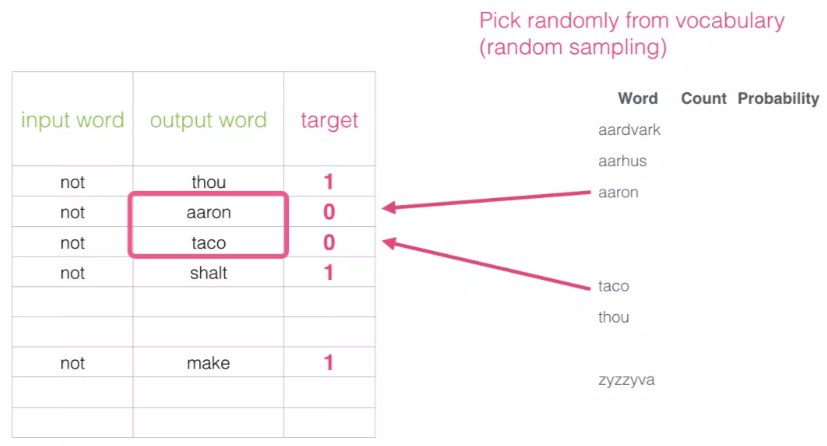 Pick randomly from vocabulary
(random sampling)
input word output word target
not thou 1
not aaron 0
not taco 0
not shalt 1
not make 1
Word Count Probability
aardvark
aarhus
aaron
taco
thou
zyzzyva